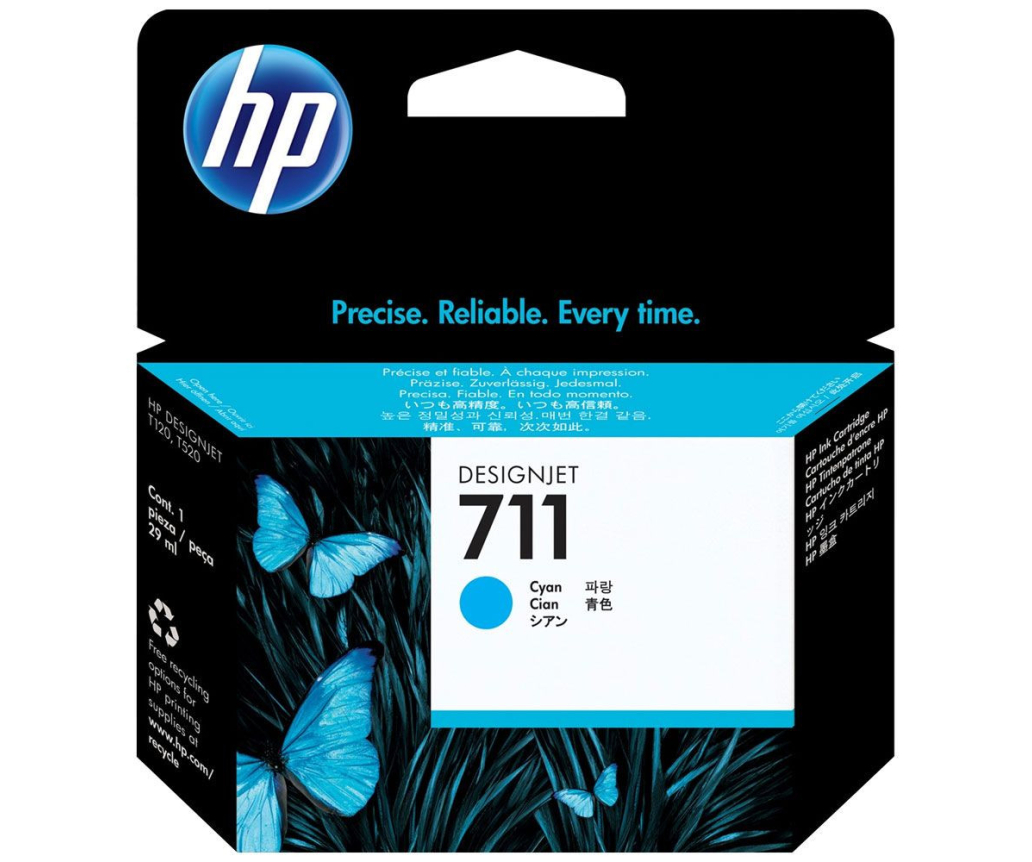 hp
Precise. Reliable. Every time.
Précise et fiable. À chaque impression.
Präzise. Zuverlässig. Jedesmal.
Precisa. Fiable. En todo momento.
いつも高精度。いつも高信頼。
높은 정밀성과 신뢰성.매번 한결 같음.
精准、可靠，次次如此。
HP DESIGNJET
T120, T520
Cont. 1
pieza / peça
29 ml
Free recycling
options for
HP printing
supplies at
www.hp.com/
recycle
DESIGNJET
711
Cyan 파랑
Cian 青色
シアン
HP Ink Cartridge
Cartouche d'encre HP
HP Tintenpatrone
Cartucho de tinta HP
HP インクカートリ
ッジ
HP 잉크 카트리지
HP 墨盒